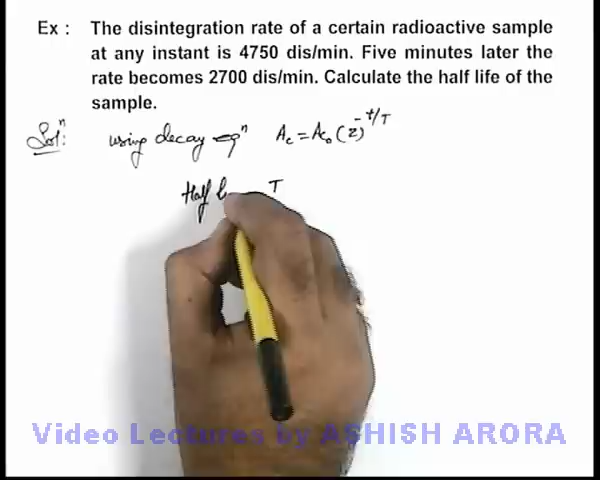 Ex : The disintegration rate of a certain radioactive sample
at any instant is 4750 dis/min. Five minutes later the
rate becomes 2700 dis/min. Calculate the half life of the
sample.
Solⁿ: using decay eqⁿ A_c = A_c₀ (2)^{-t/T}
Half T
Video Lectures by ASHISH ARORA